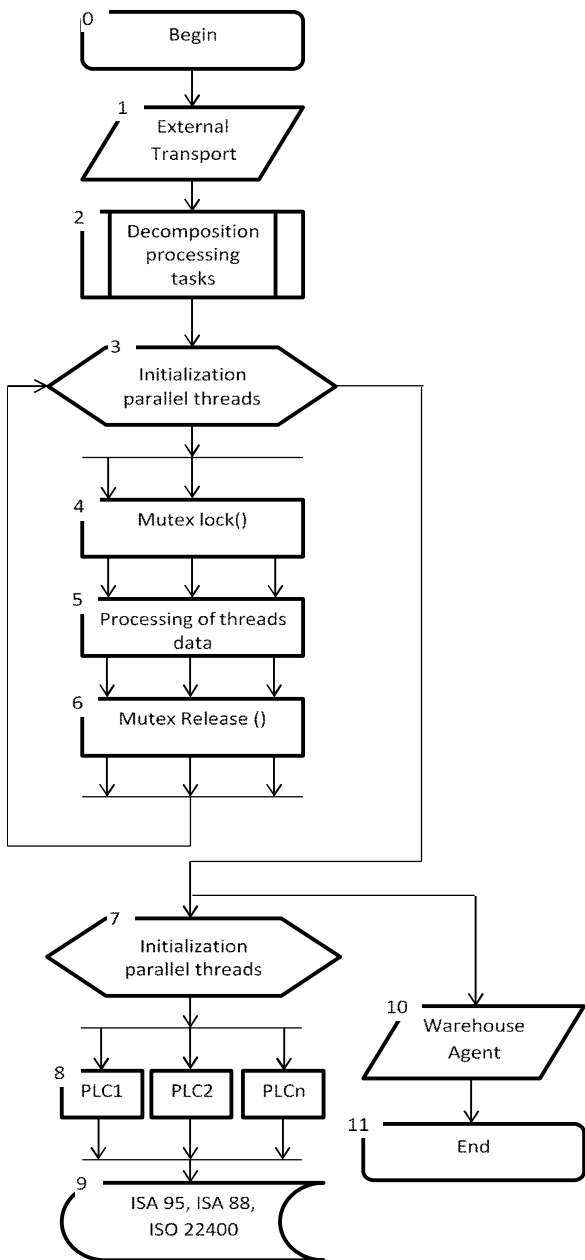 0
Begin
1
External
Transport
2
Decomposition
processing
tasks
3
Initialization
parallel threads
4
Mutex lock()
5
Processing of threads
data
6
Mutex Release ()
7
Initialization
parallel threads
8
PLC1 PLC2 PLCn
9
ISA 95, ISA 88,
ISO 22400
10
Warehouse
Agent
11
End